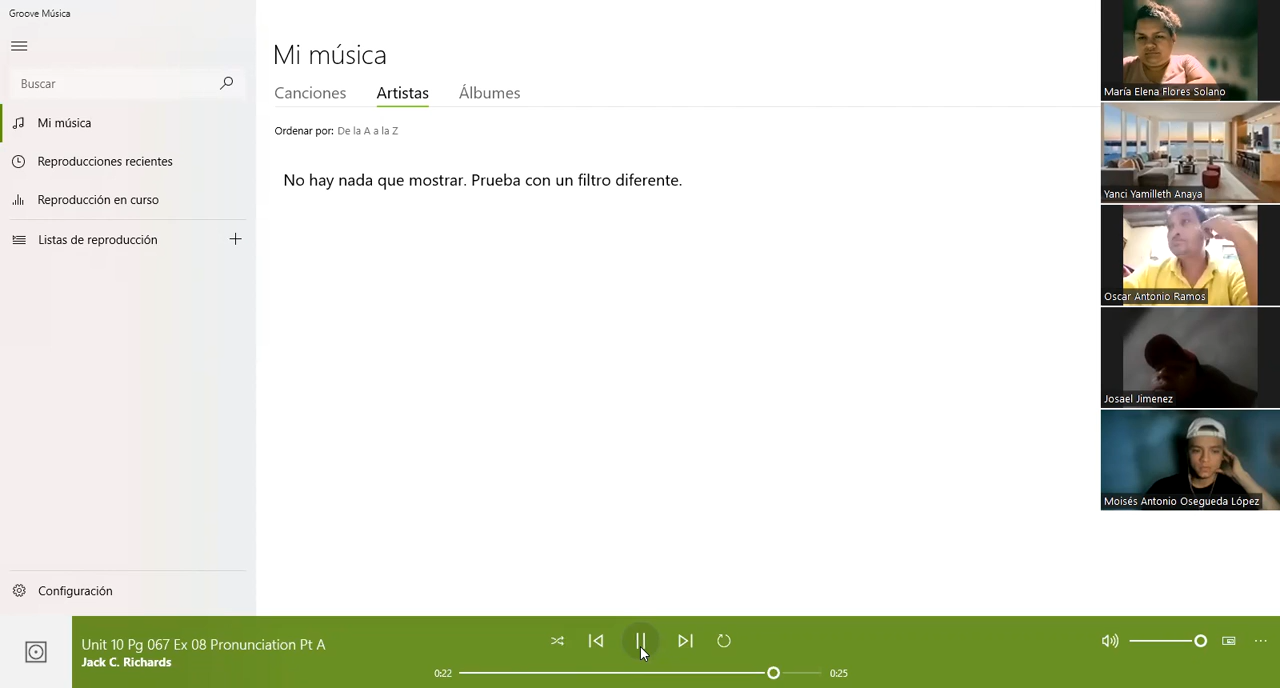 Groove Música
Buscar
Mi música
Reproducciones recientes
Reproducción en curso
Listas de reproducción
Configuración
Mi música
Canciones Artistas Álbumes
Ordenar por: De la A a la Z
No hay nada que mostrar. Prueba con un filtro diferente.
María Elena Flores Solano
Yanci Yamilleth Anaya
Oscar Antonio Ramos
Josael Jimenez
Moisés Antonio Osegueda López
Unit 10 Pg 067 Ex 08 Pronunciation Pt A
Jack C. Richards
0:22 0:25